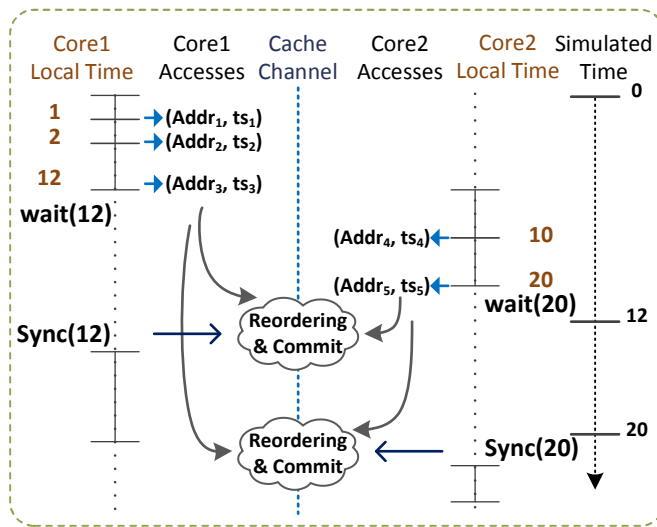 Core1 Local Time
Core1 Accesses
Cache Channel
Core2 Accesses
Core2 Local Time
Simulated Time
0
1
(Addr₁, ts₁)
2
(Addr₂, ts₂)
12
(Addr₃, ts₃)
wait(12)
(Addr₄, ts₄)
10
(Addr₅, ts₅)
20
wait(20)
12
Sync(12)
Reordering
& Commit
20
Reordering
& Commit
Sync(20)